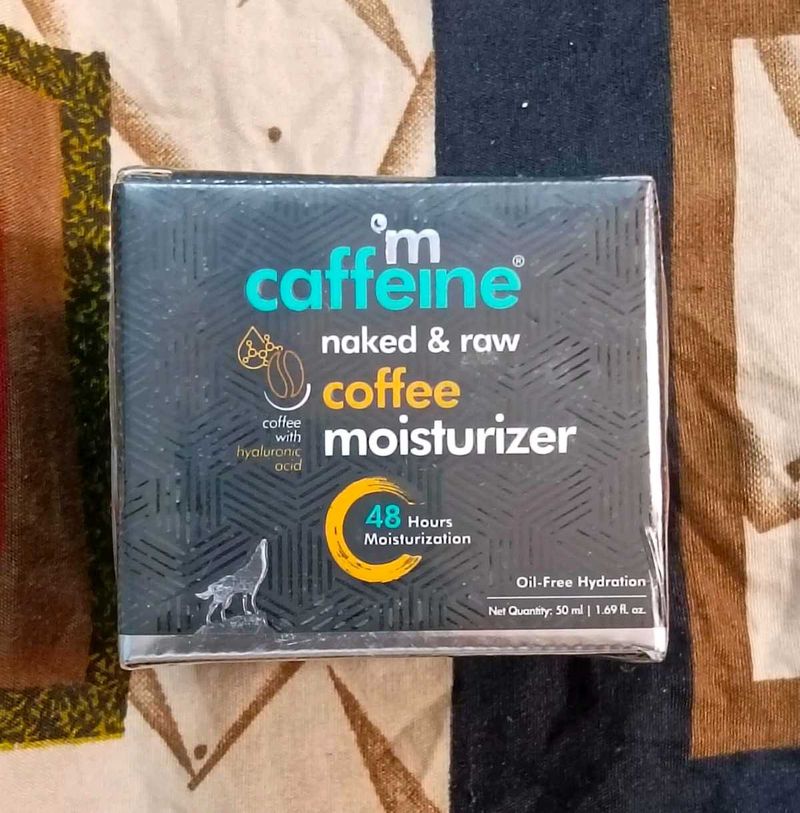 'm
caffeine®
naked & raw
coffee
moisturizer
coffee
with
hyaluronic
acid
48 Hours
Moisturization
Oil-Free Hydration
Net Quantity: 50 ml | 1.69 fl. oz.